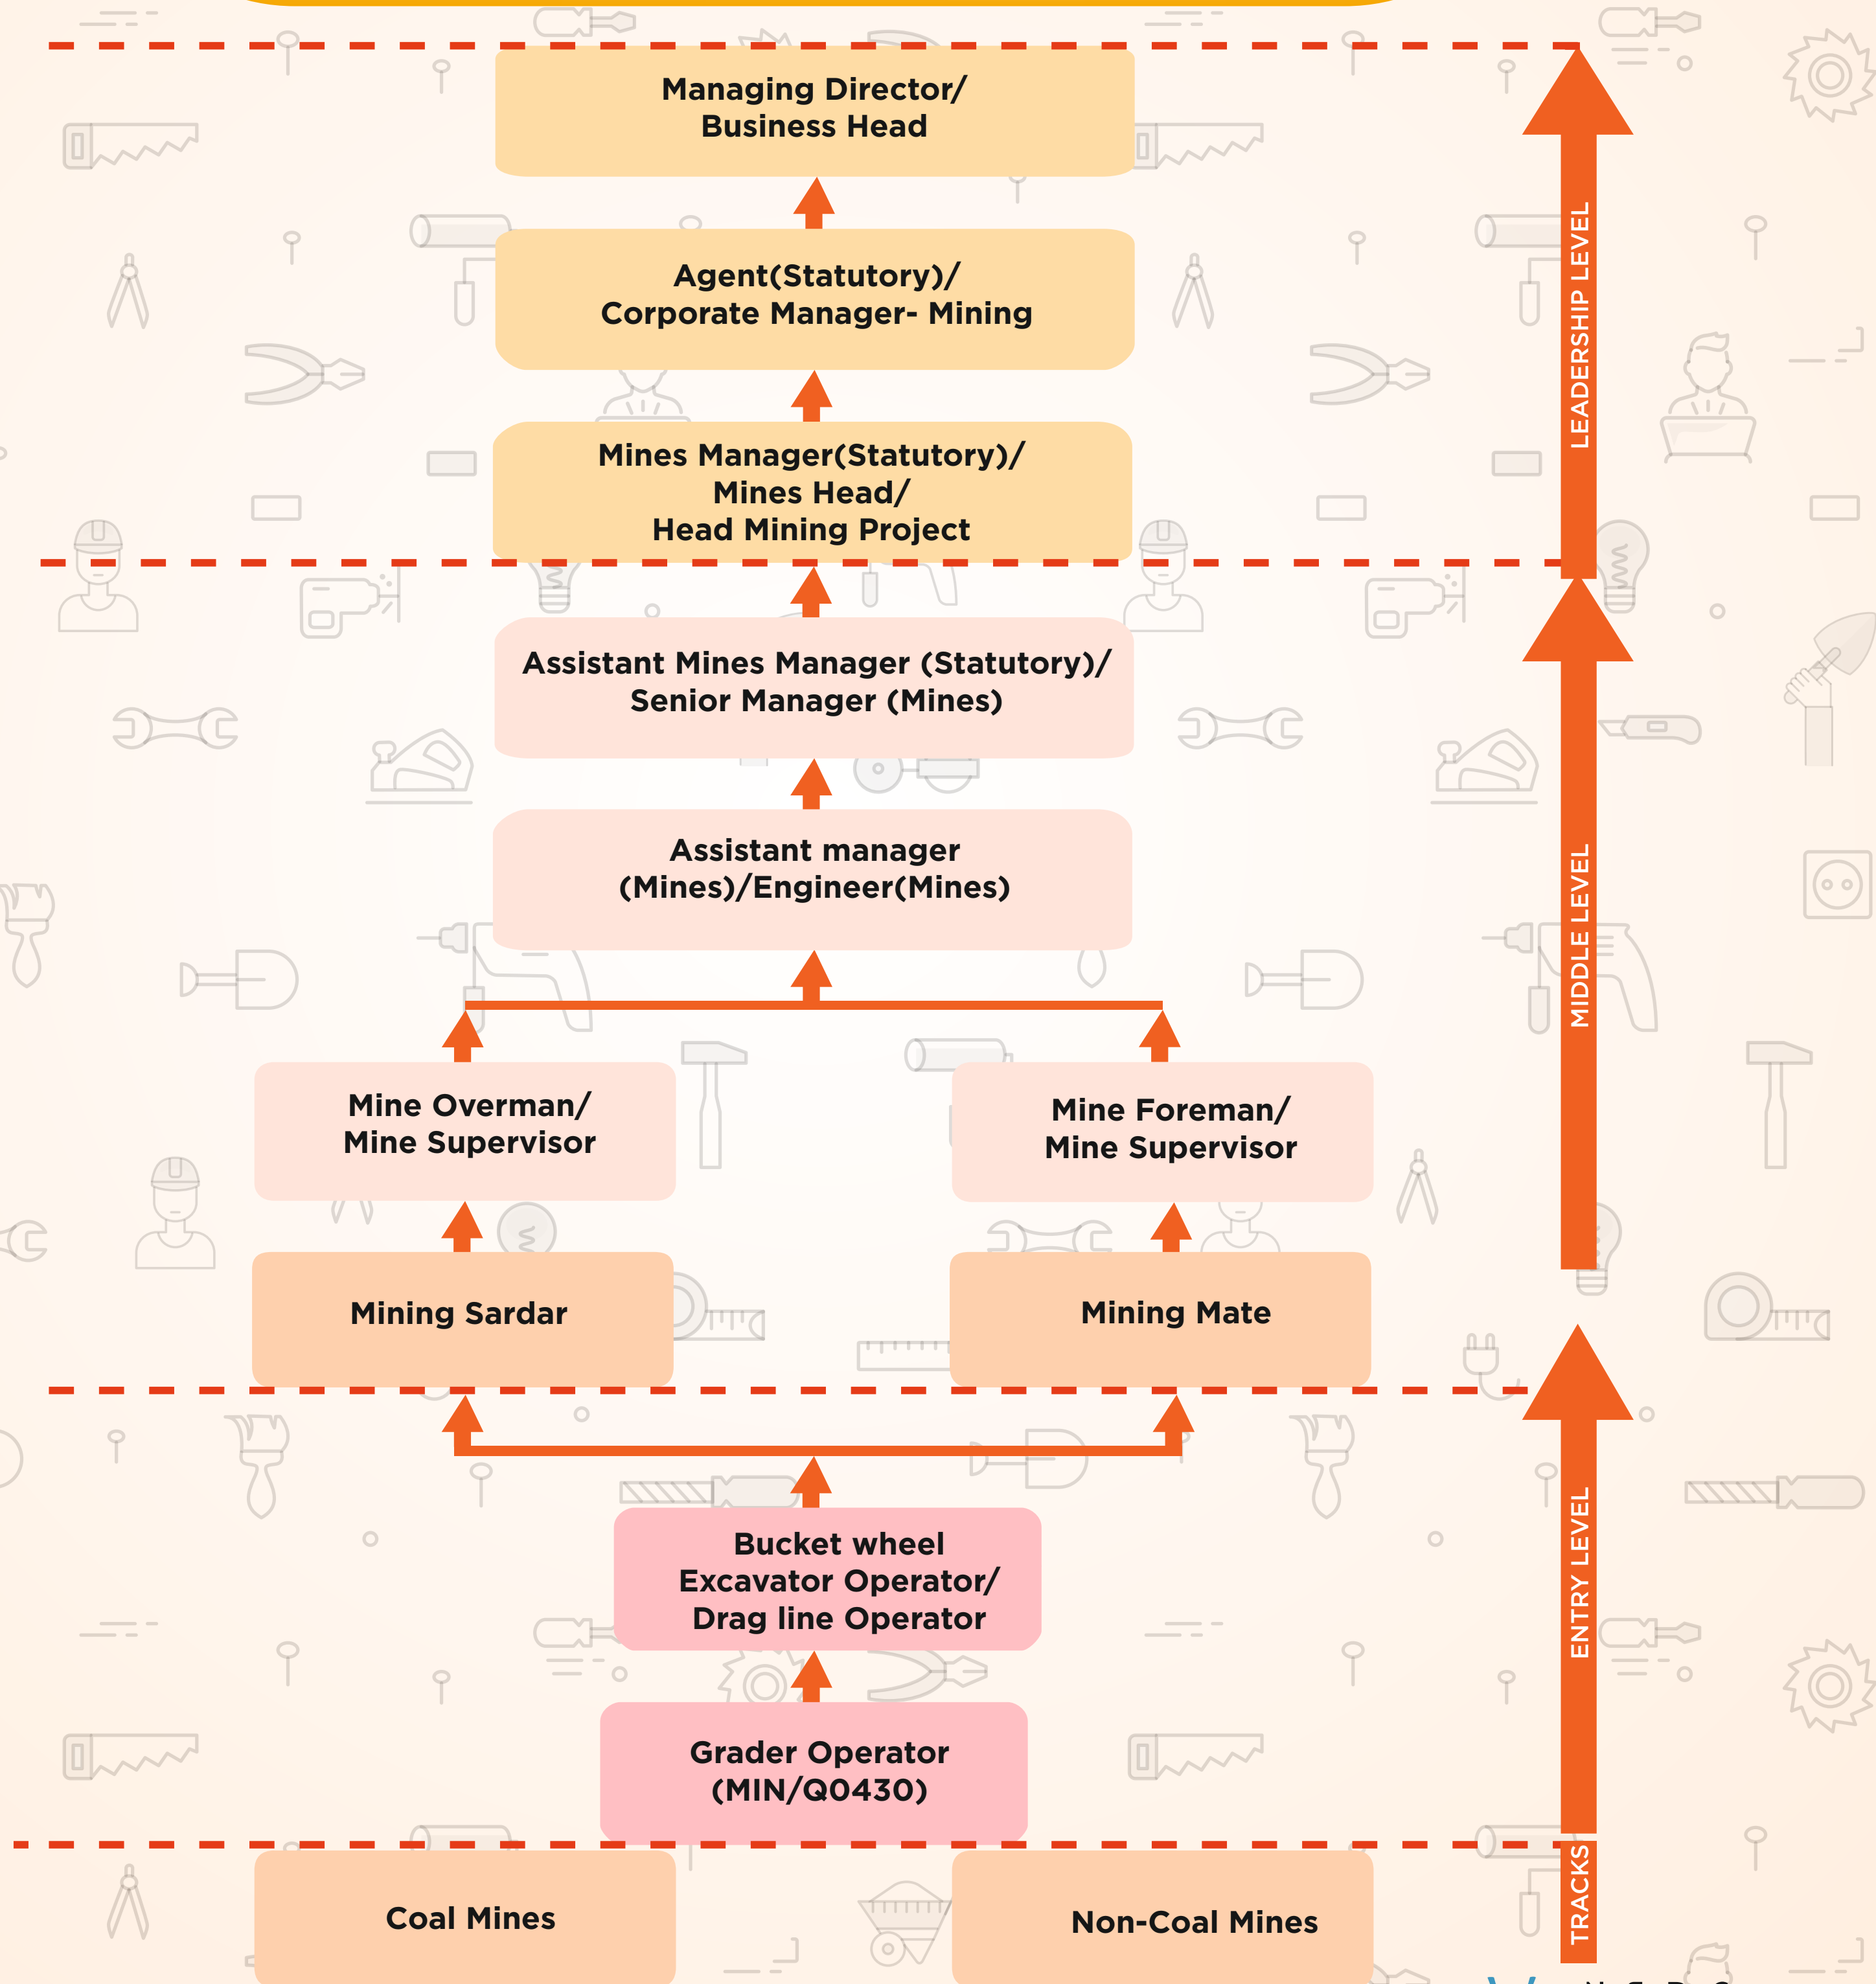 Managing Director/
Business Head
Agent(Statutory)/
Corporate Manager- Mining
Mines Manager(Statutory)/
Mines Head/
Head Mining Project
LEADERSHIP LEVEL
Assistant Mines Manager (Statutory)/
Senior Manager (Mines)
Assistant manager
(Mines)/Engineer(Mines)
MIDDLE LEVEL
Mine Overman/
Mine Supervisor
Mine Foreman/
Mine Supervisor
Mining Sardar
Mining Mate
Bucket wheel
Excavator Operator/
Drag line Operator
ENTRY LEVEL
Grader Operator
(MIN/Q0430)
TRACKS
Coal Mines
Non-Coal Mines